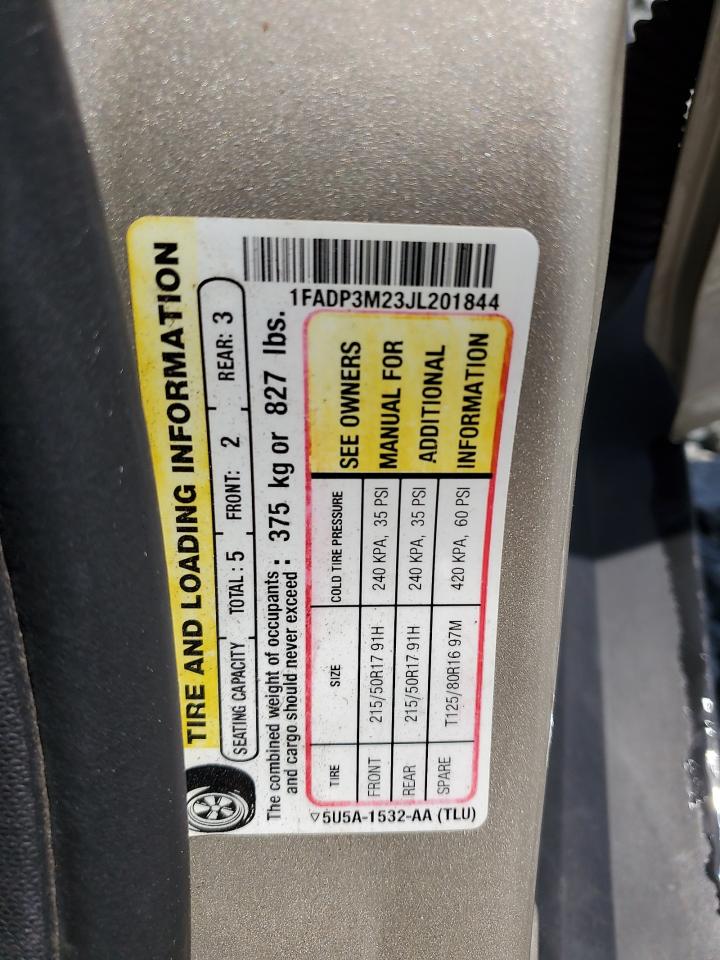 TIRE AND LOADING INFORMATION
SEATING CAPACITY TOTAL : 5 FRONT: 2 REAR: 3
The combined weight of occupants and cargo should never exceed : 375 kg or 827 lbs.
1FADP3M23JL201844
TIRE SIZE COLD TIRE PRESSURE
FRONT 215/50R17 91H 240 KPA, 35 PSI
REAR 215/50R17 91H 240 KPA, 35 PSI
SPARE T125/80R16 97M 420 KPA, 60 PSI
SEE OWNERS
MANUAL FOR
ADDITIONAL
INFORMATION
▽5U5A-1532-AA (TLU)